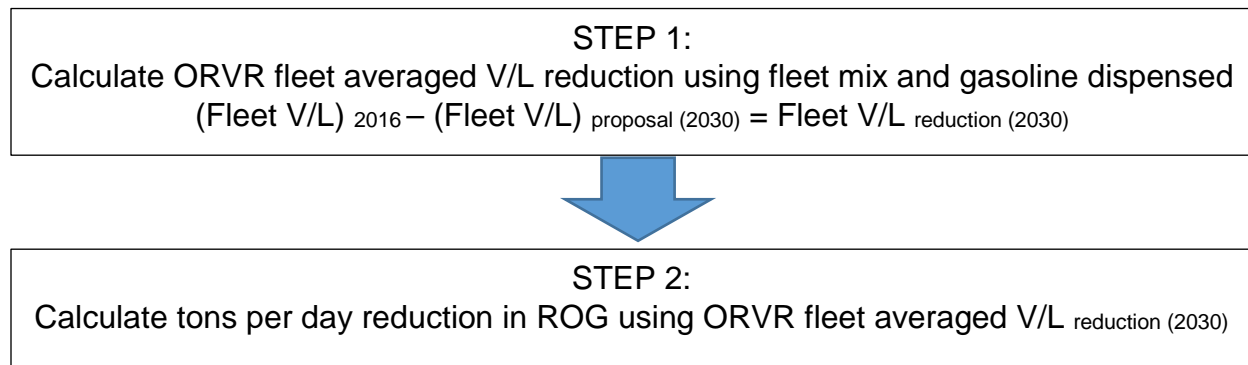 STEP 1:
Calculate ORVR fleet averaged V/L reduction using fleet mix and gasoline dispensed
(Fleet V/L) 2016 – (Fleet V/L) proposal (2030) = Fleet V/L reduction (2030)
STEP 2:
Calculate tons per day reduction in ROG using ORVR fleet averaged V/L reduction (2030)